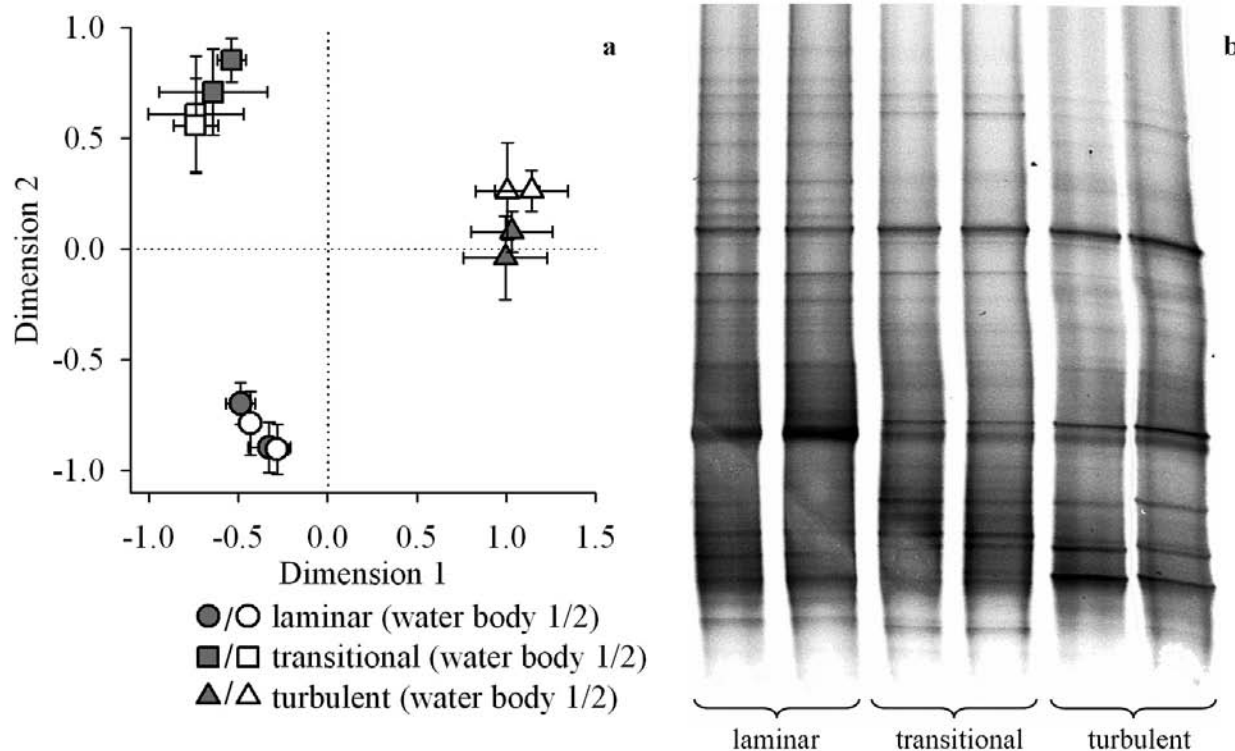 a
b
1.0
0.5
0.0
-0.5
-1.0
Dimension 2
-1.0 -0.5 0.0 0.5 1.0 1.5
Dimension 1
/ laminar (water body 1/2)
/ transitional (water body 1/2)
/ turbulent (water body 1/2)
laminar transitional turbulent